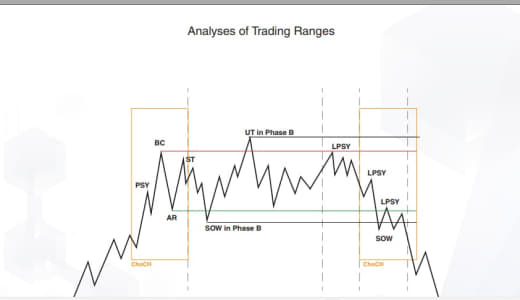 Analyses of Trading Ranges
UT in Phase B
BC
LPSY
ST
LPSY
PSY
LPSY
AR
SOW in Phase B
SOW
ChoCH
ChoCH